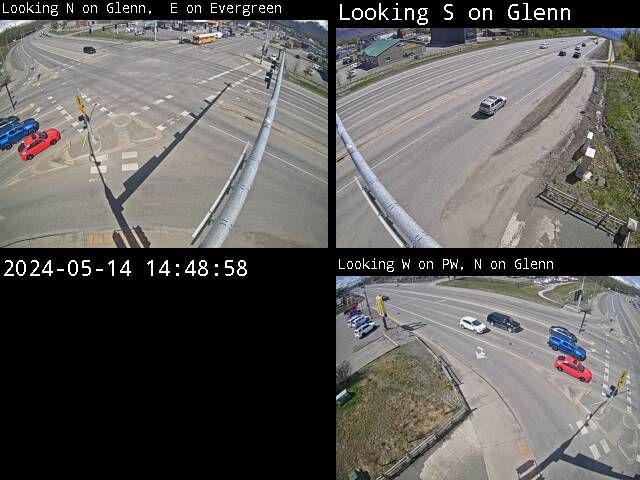 Looking N on Glenn,  E on Evergreen
Looking S on Glenn
2024-05-14 14:48:58
Looking W on PW, N on Glenn